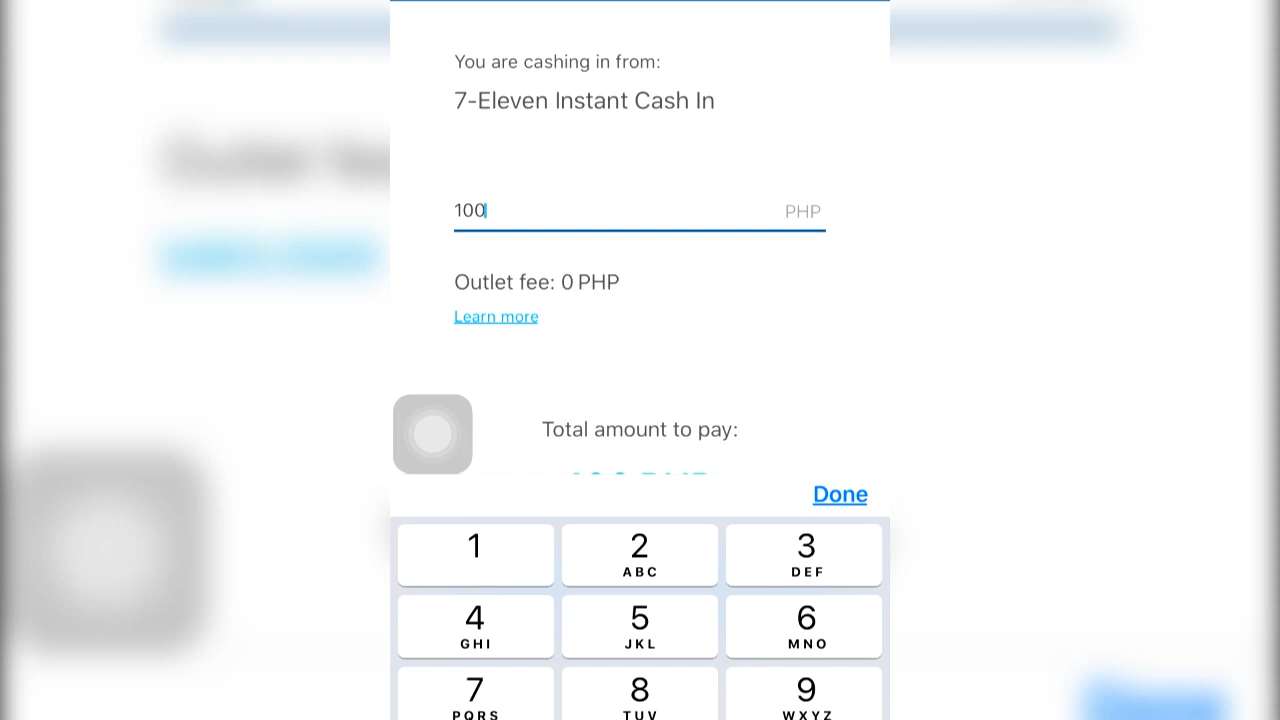 You are cashing in from:
7-Eleven Instant Cash In
100 PHP
Outlet fee: 0 PHP
Learn more
Total amount to pay:
Done
1 2 3
ABC DEF
4 5 6
GHI JKL MNO
7 8 9
PQRS TUV WXYZ